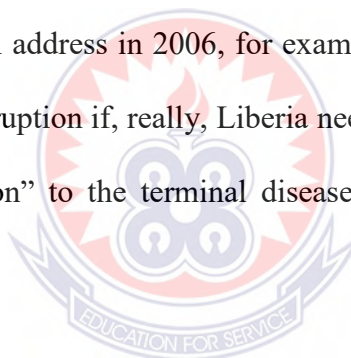 address in 2006, for exam
ruption if, really, Liberia nee
on” to the terminal disease
EDUCATION FOR SERVICE